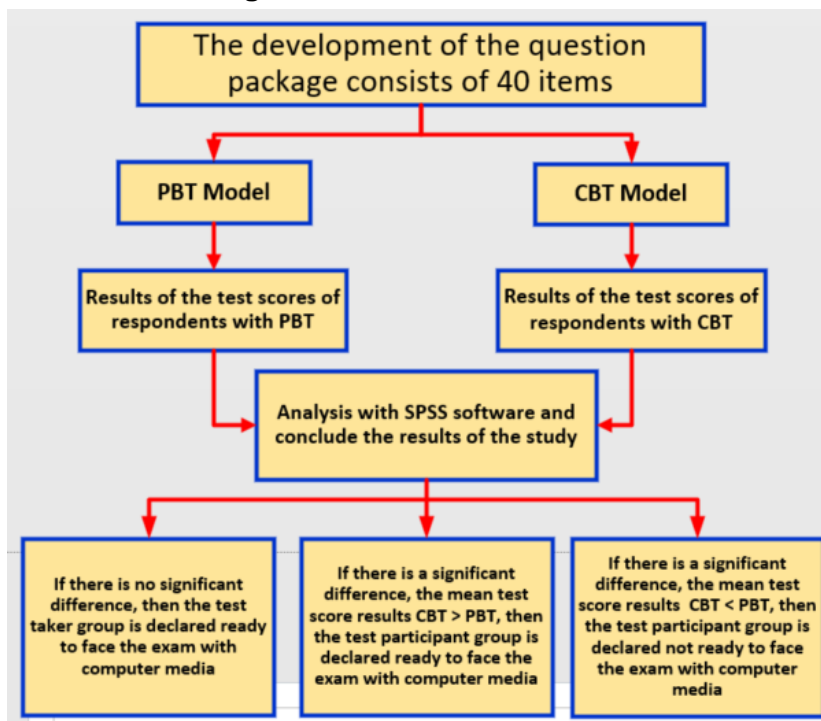 The development of the question
package consists of 40 items
PBT Model
CBT Model
Results of the test scores of
respondents with PBT
Results of the test scores of
respondents with CBT
Analysis with SPSS software and
conclude the results of the study
If there is no significant
difference, then the test
taker group is declared ready
to face the exam with
computer media
If there is a significant
difference, the mean test
score results CBT > PBT, then
the test participant group is
declared ready to face the
exam with computer media
If there is a significant
difference, the mean test
score results CBT < PBT, then
the test participant group is
declared not ready to face
the exam with computer
media